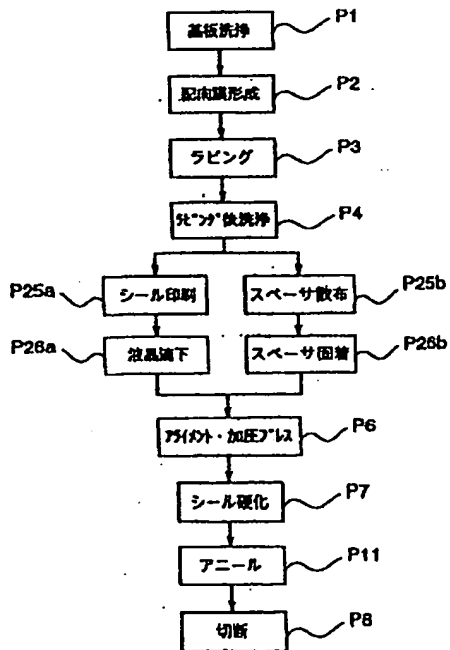 基板洗浄 P1
配向膜形成 P2
ラビング P3
ラビング後洗浄 P4
P25a シール印刷 スペーサ散布 P25b
P26a 液晶滴下 スペーサ固着 P26b
アライメント・加圧プレス P6
シール硬化 P7
アニール P11
切断 P8